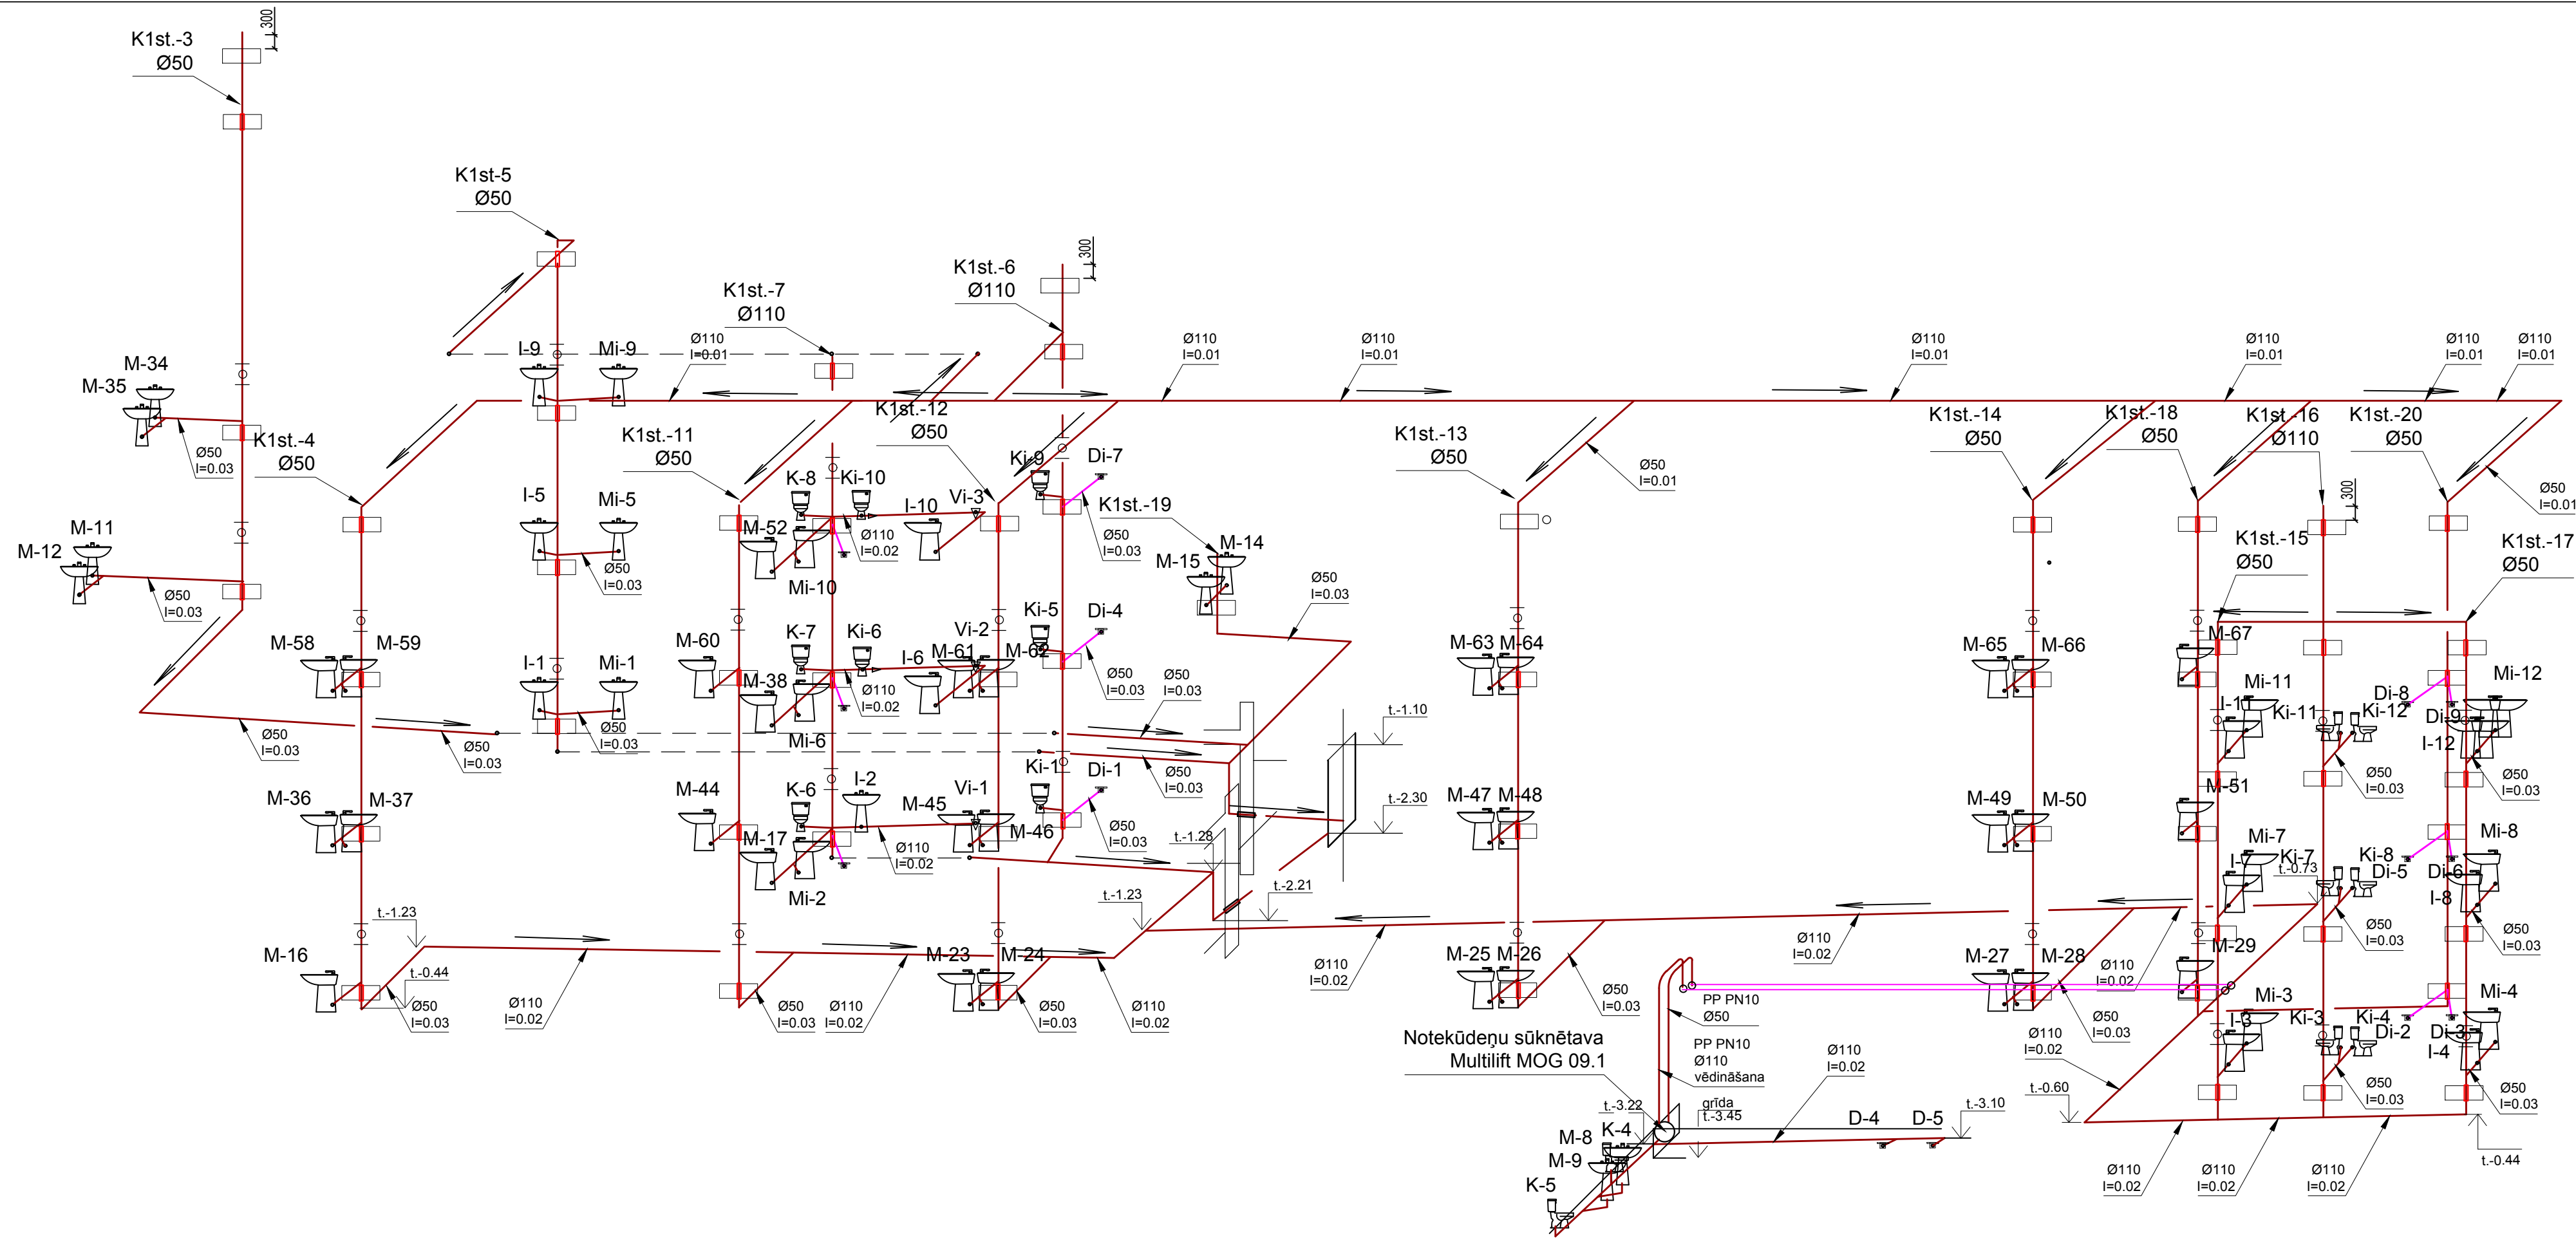 300
K1st.-3
Ø50
K1st-5
Ø50
300
K1st.-6
Ø110
K1st.-7
Ø110
M-34
M-35
I-9
Mi-9
Ø110
I=0.01
Ø110
I=0.01
Ø110
I=0.01
Ø110
I=0.01
Ø110
I=0.01
Ø110
I=0.01
Ø110
I=0.01
K1st.-4
Ø50
Ø50
I=0.03
K1st.-11
Ø50
K1st.-12
Ø50
K1st.-13
Ø50
Ø50
I=0.01
K1st.-14
Ø50
K1st.-18
Ø50
K1st.-16
Ø110
K1st.-20
Ø50
Ø50
I=0.01
300
K-8
Ki-10
Vi-3
Ki-9
Di-7
I-5
Mi-5
M-52
I-10
Ø110
I=0.02
Ø50
I=0.03
K1st.-19
M-14
M-15
K1st.-15
Ø50
K1st.-17
Ø50
M-11
M-12
Ø50
I=0.03
Ø50
I=0.03
Mi-10
Ø50
I=0.03
Ki-5
Di-4
M-58
M-59
I-1
Mi-1
M-60
K-7
Ki-6
I-6
Vi-2
M-61
M-62
M-63
M-64
M-65
M-66
M-67
M-38
Ø110
I=0.02
Ø50
I=0.03
Ø50
I=0.03
Mi-6
Ø50
I=0.03
Ø50
I=0.03
Ø50
I=0.03
t.-1.10
Mi-11
Ki-11
Di-8
Ki-12
Mi-12
Di-9
I-12
Ø50
I=0.03
Ø50
I=0.03
Ki-1
Di-1
Ø50
I=0.03
M-36
M-37
M-44
K-6
I-2
M-45
Vi-1
M-46
M-47
M-48
M-49
M-50
M-51
t.-2.30
t.-1.28
M-17
Ø110
I=0.02
Ø50
I=0.03
Mi-2
Mi-7
Ki-7
Ki-8
Di-5
Di-6
Mi-8
I-7
I-8
t.-0.73
Ø50
I=0.03
Ø50
I=0.03
t.-1.23
t.-1.23
t.-2.21
M-16
t.-0.44
Ø50
I=0.03
Ø110
I=0.02
Ø50
I=0.03
Ø110
I=0.02
M-23
M-24
Ø50
I=0.03
Ø110
I=0.02
Ø110
I=0.02
M-25
M-26
Ø50
I=0.03
Ø110
I=0.02
M-27
M-28
Ø110
I=0.02
Ø50
I=0.03
M-29
PP PN10
Ø50
PP PN10
Ø110
vēdināšana
Notekūdeņu sūknētava
Multilift MOG 09.1
Ø110
I=0.02
Mi-3
Ki-3
Ki-4
Di-2
Di-3
Mi-4
I-3
I-4
Ø110
I=0.02
Ø50
I=0.03
Ø50
I=0.03
t.-0.60
t.-3.22
grīda
t.-3.45
D-4
D-5
t.-3.10
M-8
K-4
M-9
K-5
Ø110
I=0.02
Ø110
I=0.02
Ø110
I=0.02
t.-0.44